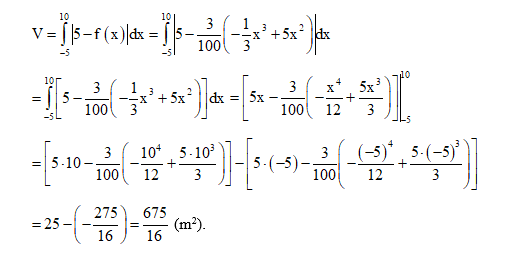 V = ∫_{-5}^{10} |5 − f(x)| dx = ∫_{-5}^{10} |5 − 3/100 (−1/3 x³ + 5x²)| dx
= ∫_{-5}^{10} [5 − 3/100 (−1/3 x³ + 5x²)] dx = [5x − 3/100 (−x⁴/12 + 5x³/3)] |_{-5}^{10}
= [5·10 − 3/100 (−10⁴/12 + 5·10³/3)] − [5·(−5) − 3/100 (−(−5)⁴/12 + 5·(−5)³/3)]
= 25 − (−275/16) = 675/16 (m²).